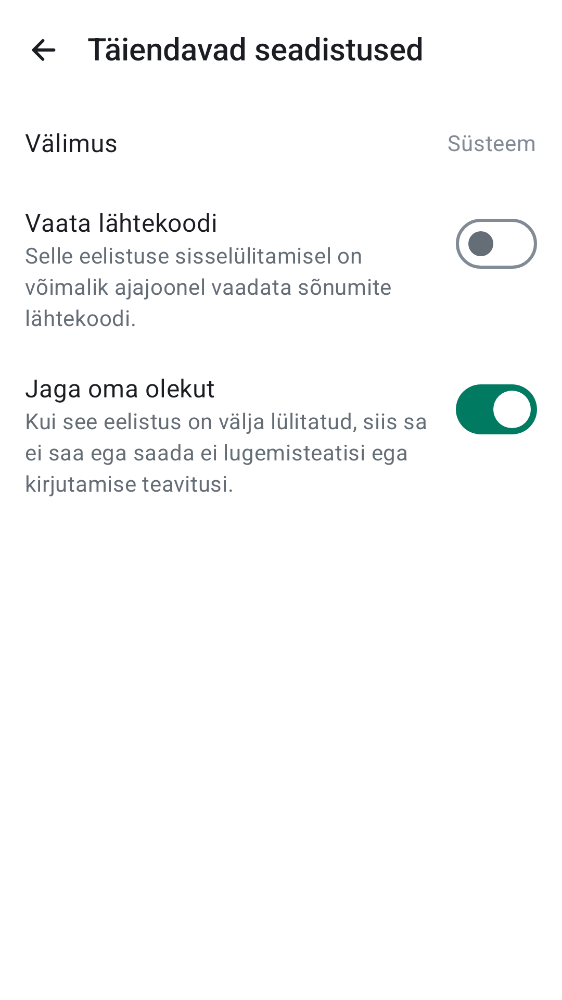 Täiendavad seadistused
Välimus
Süsteem
Vaata lähtekoodi
Selle eelistuse sisselülitamisel on
võimalik ajajoonel vaadata sõnumite
lähtekoodi.
Jaga oma olekut
Kui see eelistus on välja lülitatud, siis sa
ei saa ega saada ei lugemisteatisi ega
kirjutamise teavitusi.